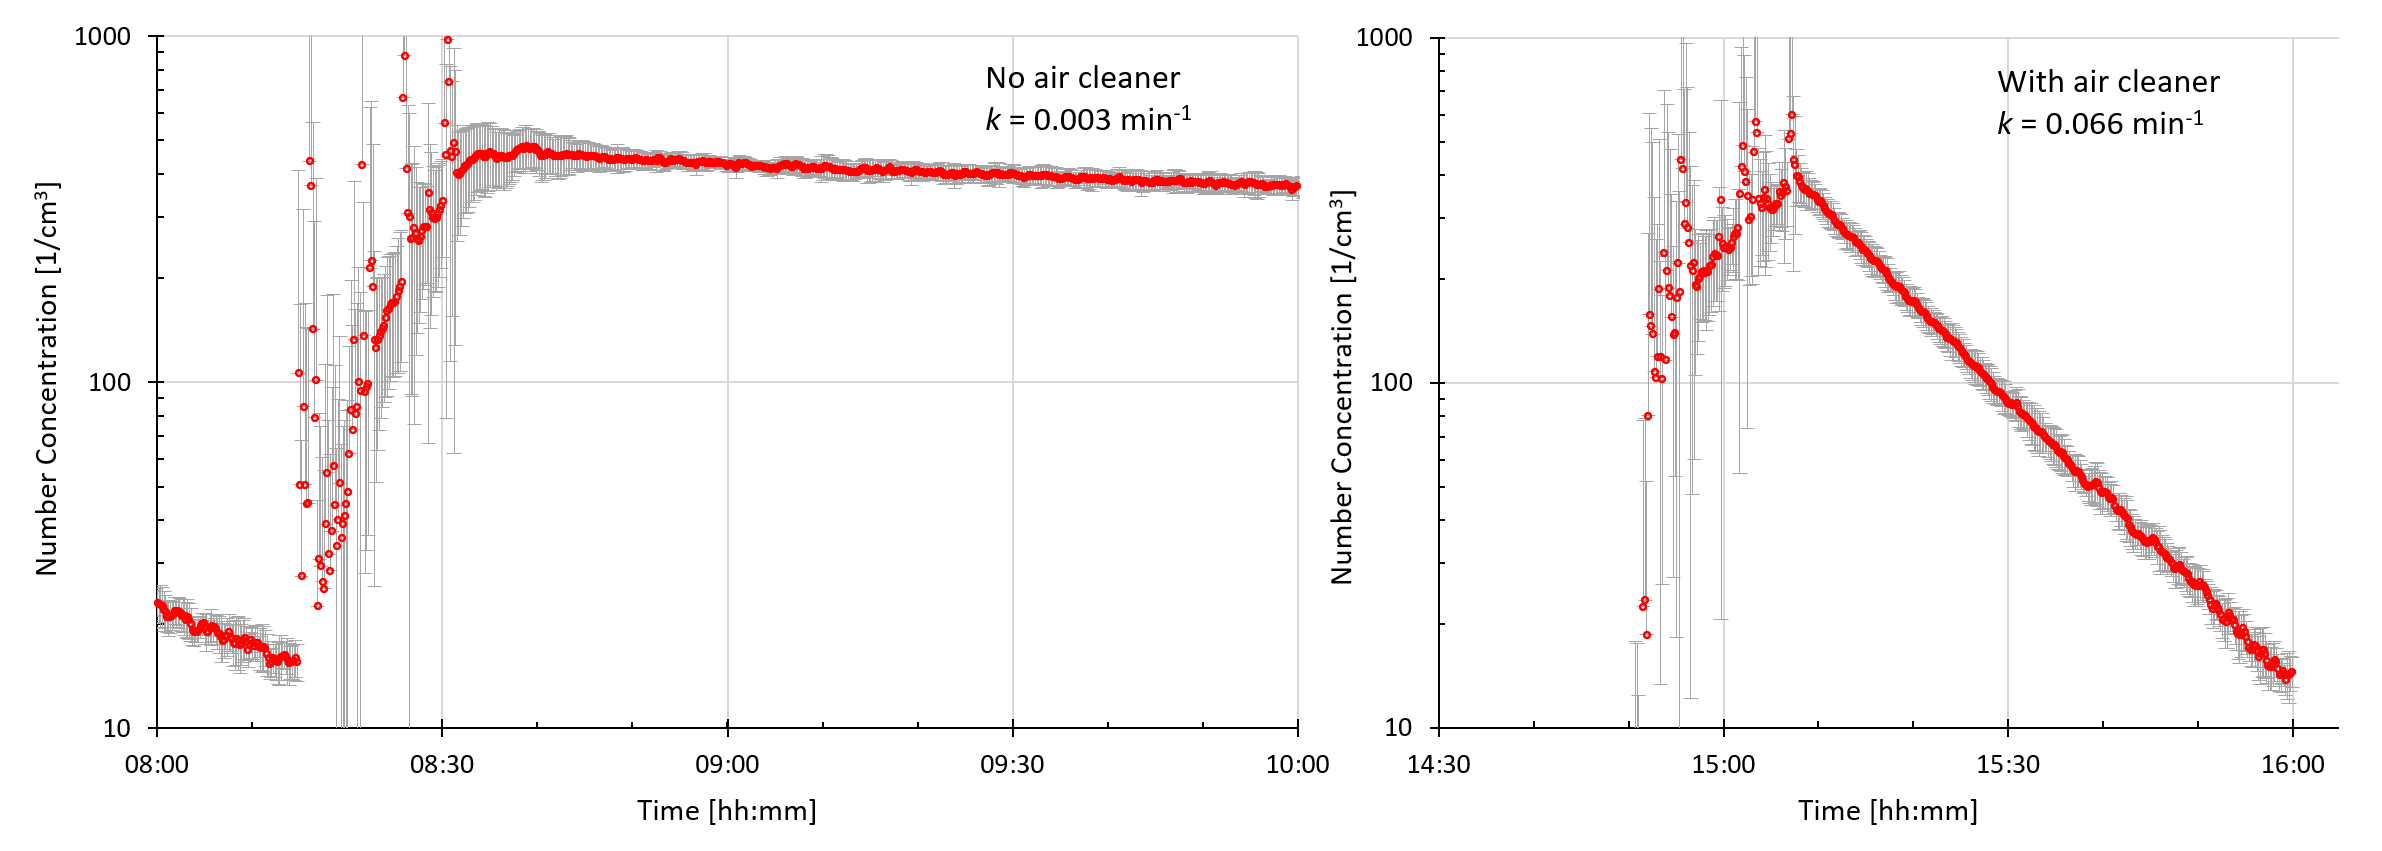 1000
100
10
Number Concentration [1/cm³]
No air cleaner
k = 0.003 min⁻¹
08:00
08:30
09:00
09:30
10:00
Time [hh:mm]
1000
100
10
Number Concentration [1/cm³]
With air cleaner
k = 0.066 min⁻¹
14:30
15:00
15:30
16:00
Time [hh:mm]